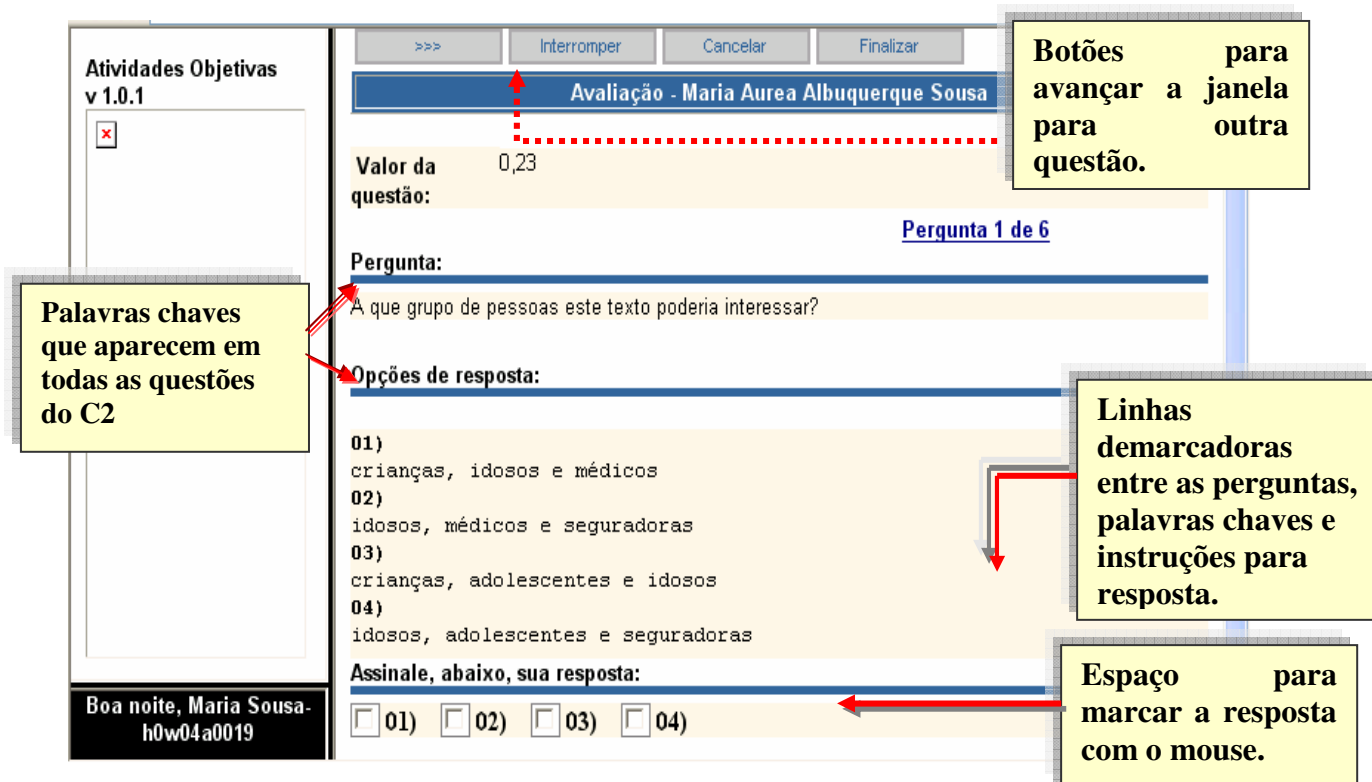 Atividades Objetivas
v 1.0.1
>>> Interromper Cancelar Finalizar
Avaliação - Maria Aurea Albuquerque Sousa
Botões para
avançar a janela
para outra
questão.
Valor da 0,23
questão:
Pergunta 1 de 6
Pergunta:
A que grupo de pessoas este texto poderia interessar?
Palavras chaves
que aparecem em
todas as questões
do C2
Opções de resposta:
01)
crianças, idosos e médicos
02)
idosos, médicos e seguradoras
03)
crianças, adolescentes e idosos
04)
idosos, adolescentes e seguradoras
Linhas
demarcadoras
entre as perguntas,
palavras chaves e
instruções para
resposta.
Assinale, abaixo, sua resposta:
01) 02) 03) 04)
Espaço para
marcar a resposta
com o mouse.
Boa noite, Maria Sousa-
h0w04a0019